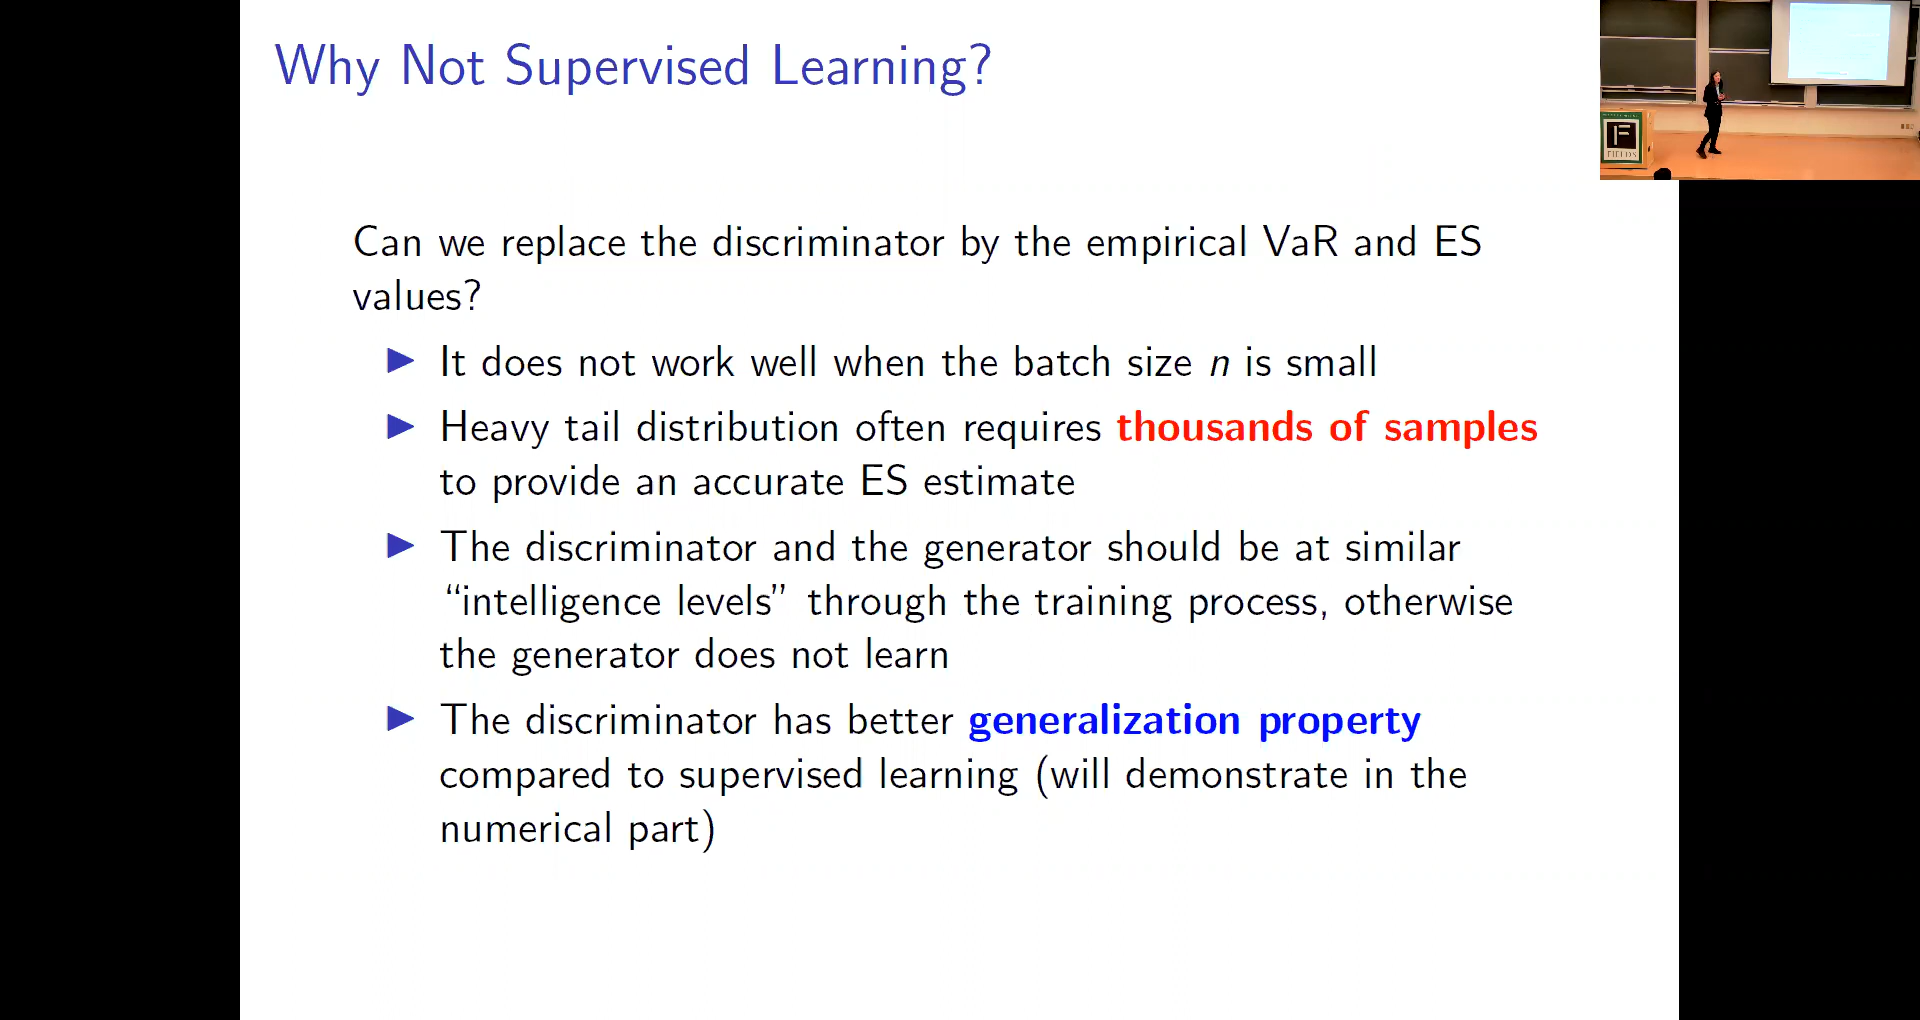 Why Not Supervised Learning?
Can we replace the discriminator by the empirical VaR and ES
values?
It does not work well when the batch size n is small
Heavy tail distribution often requires thousands of samples
to provide an accurate ES estimate
The discriminator and the generator should be at similar
“intelligence levels” through the training process, otherwise
the generator does not learn
The discriminator has better generalization property
compared to supervised learning (will demonstrate in the
numerical part)
FIELDS